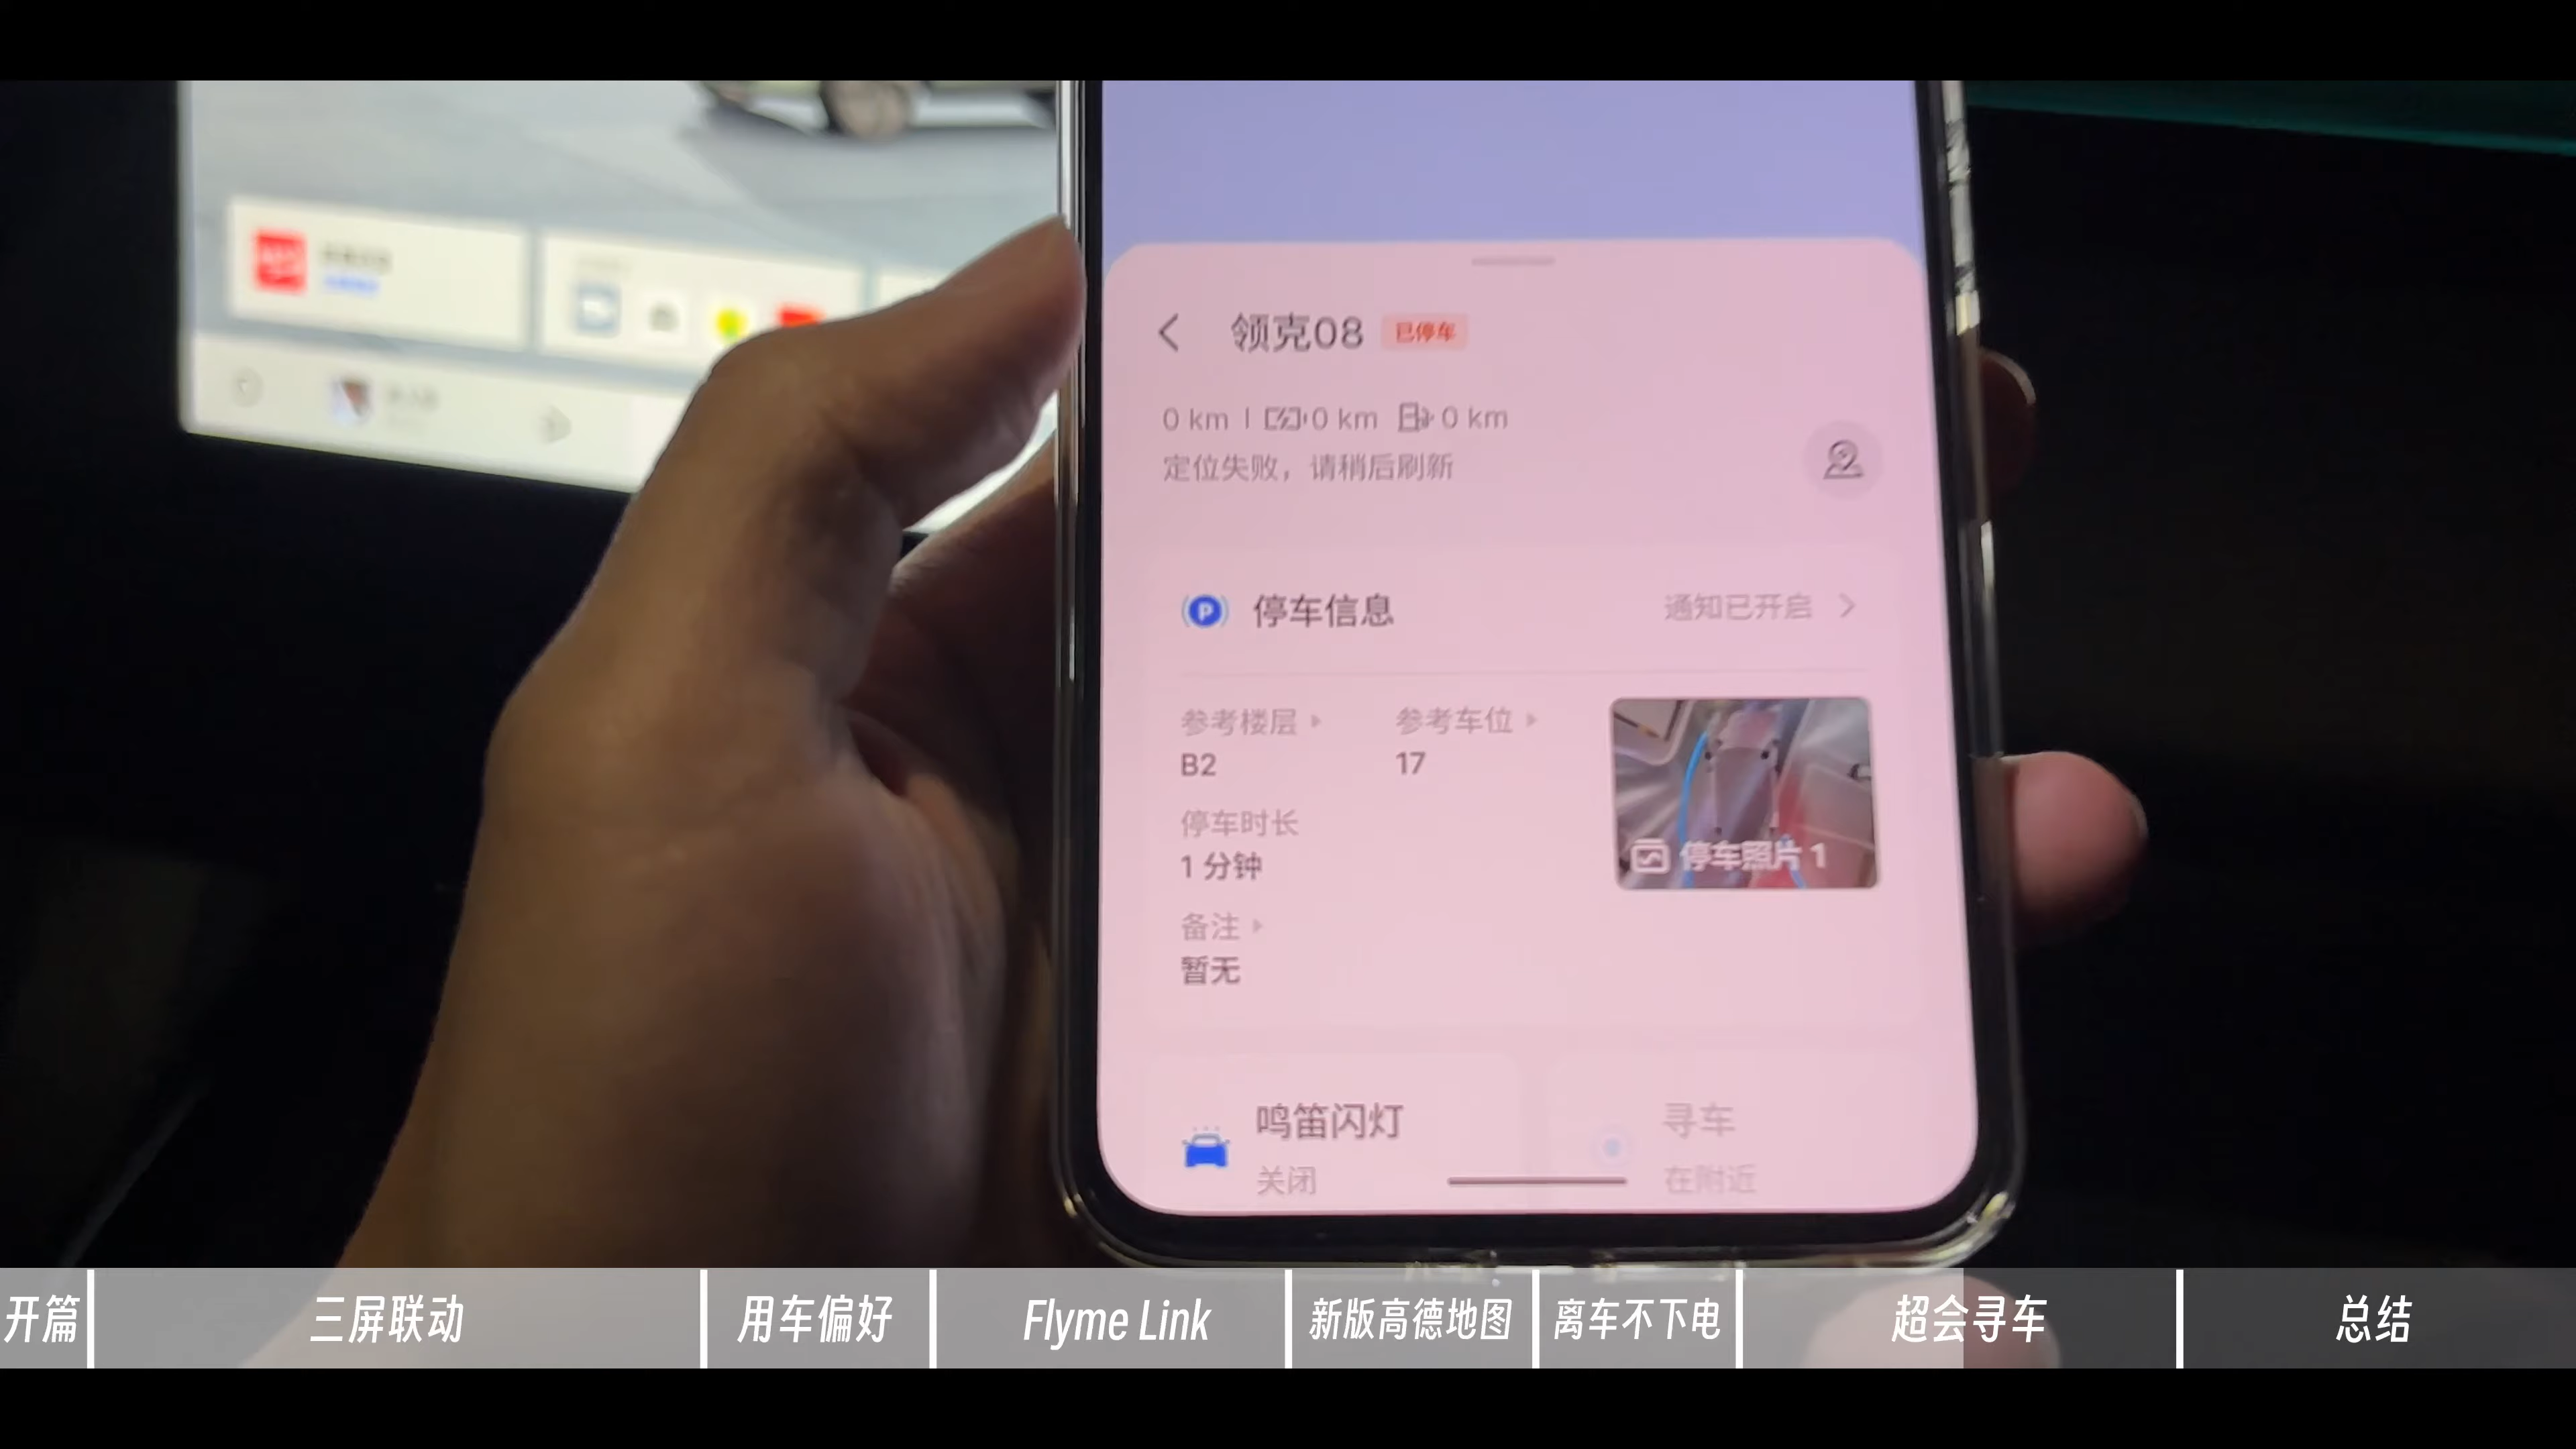 领克08 已停车
0 km | 0 km 0 km
定位失败，请稍后刷新
停车信息 通知已开启
参考楼层 参考车位
B2 17
停车时长
1 分钟
停车照片 1
备注
暂无
鸣笛闪灯 寻车
关闭 在附近
开篇 三屏联动 用车偏好 Flyme Link 新版高德地图 离车不下电 超会寻车 总结